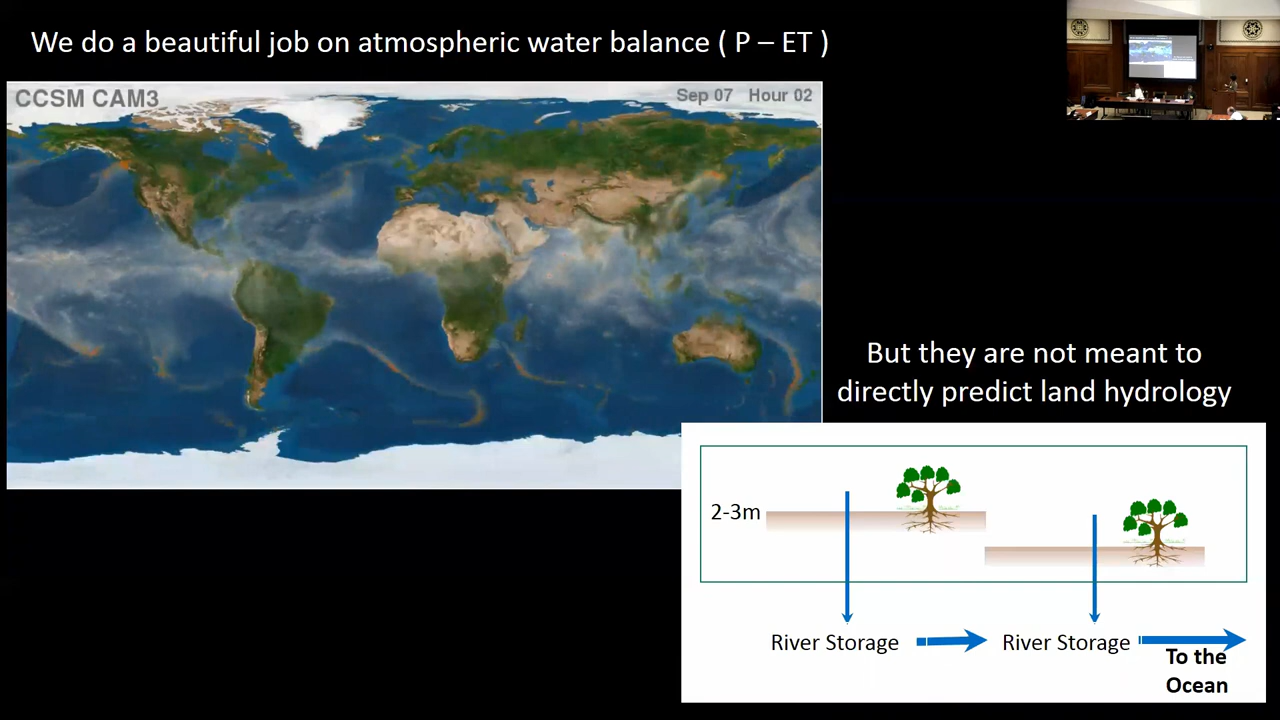 We do a beautiful job on atmospheric water balance ( P – ET )
CCSM CAM3
Sep 07 Hour 02
But they are not meant to
directly predict land hydrology
2-3m
River Storage
River Storage
To the
Ocean